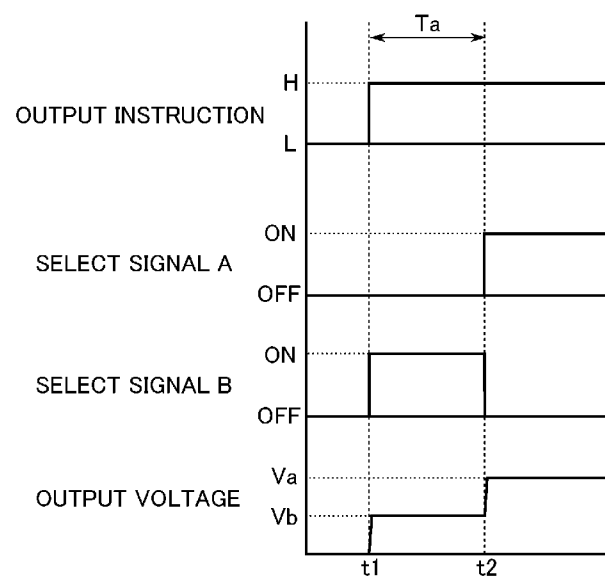 Ta
H
OUTPUT INSTRUCTION
L
ON
SELECT SIGNAL A
OFF
ON
SELECT SIGNAL B
OFF
Va
OUTPUT VOLTAGE
Vb
t1 t2